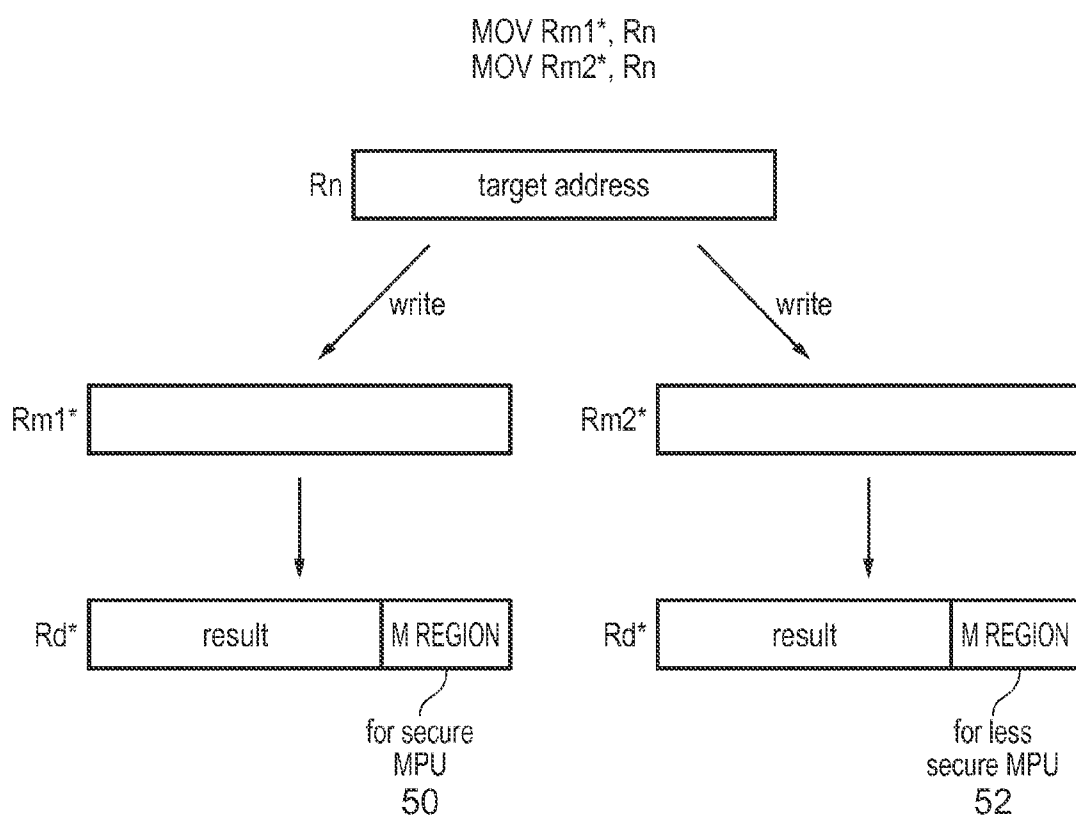 MOV Rm1*, Rn
MOV Rm2*, Rn
Rn target address
write write
Rm1* Rm2*
Rd* result M REGION Rd* result M REGION
for secure for less
MPU secure MPU
50 52